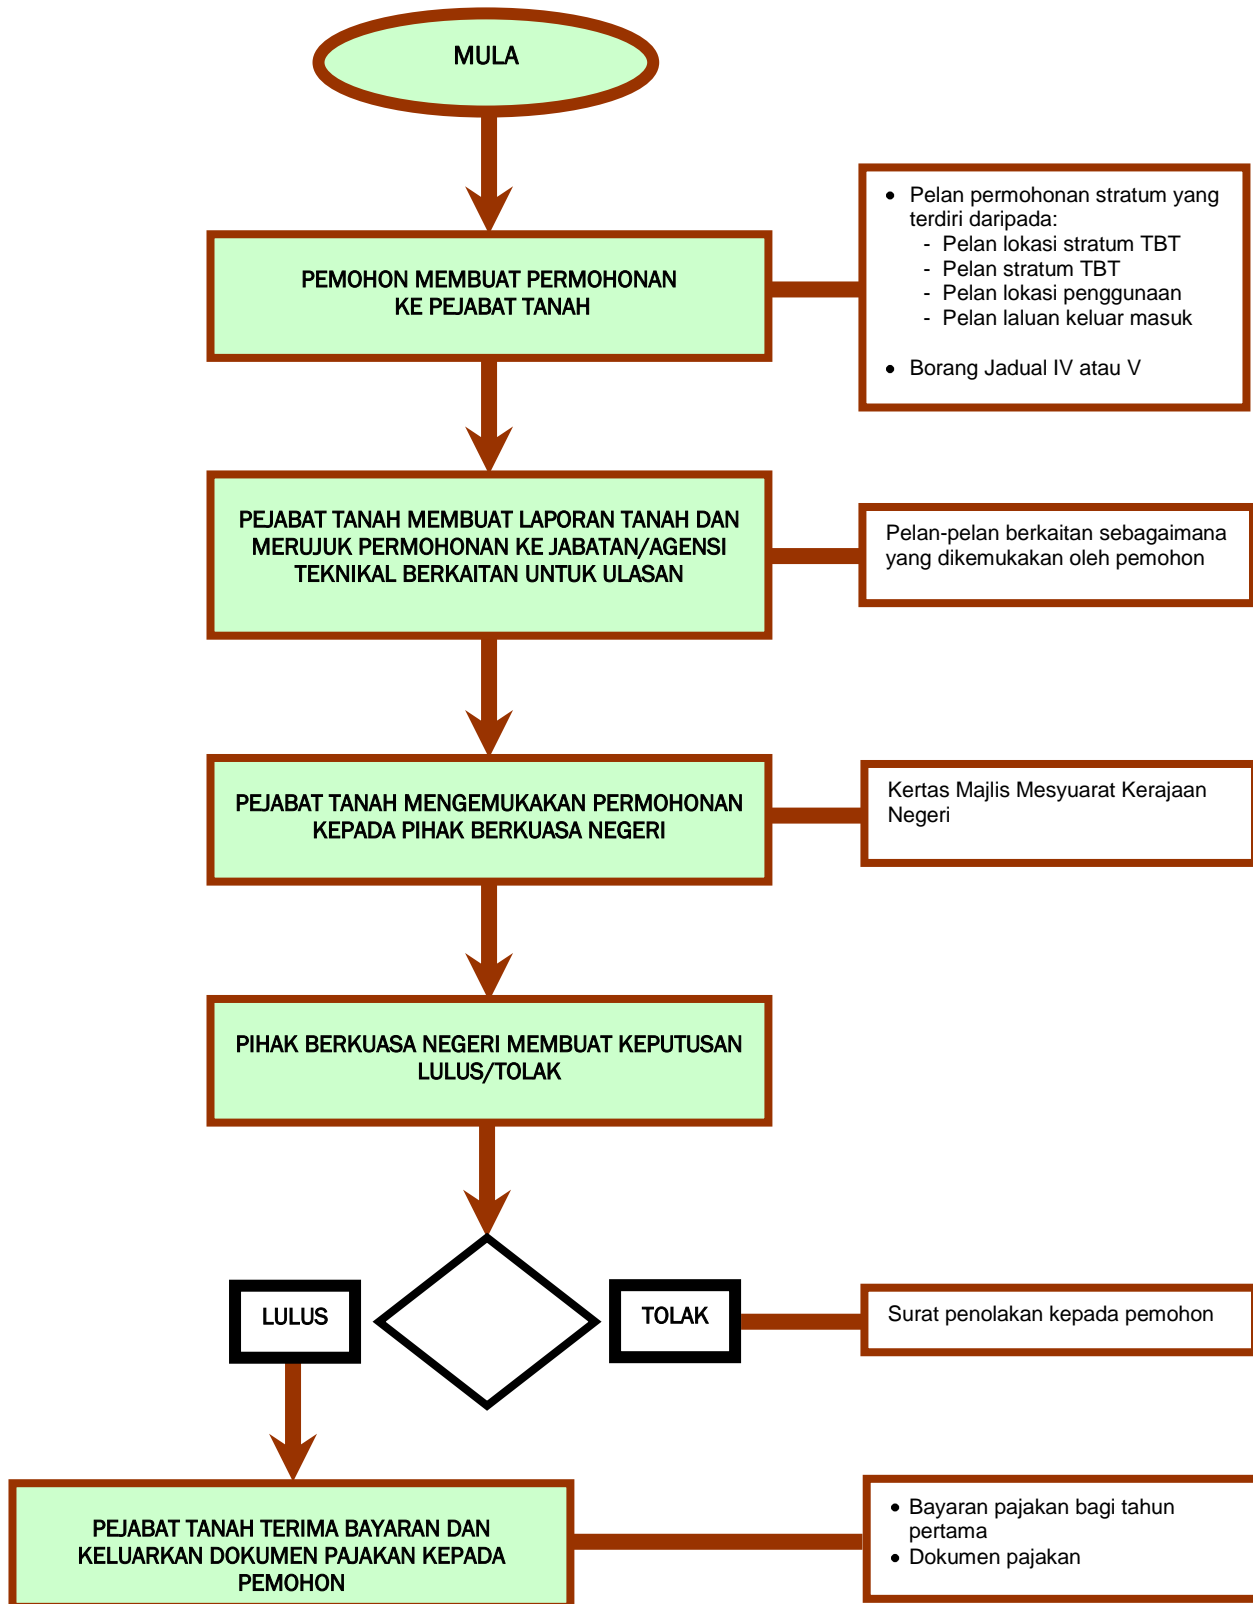 MULA
PEMOHON MEMBUAT PERMOHONAN
KE PEJABAT TANAH
• Pelan permohonan stratum yang
terdiri daripada:
- Pelan lokasi stratum TBT
- Pelan stratum TBT
- Pelan lokasi penggunaan
- Pelan laluan keluar masuk
• Borang Jadual IV atau V
PEJABAT TANAH MEMBUAT LAPORAN TANAH DAN
MERUJUK PERMOHONAN KE JABATAN/AGENSI
TEKNIKAL BERKAITAN UNTUK ULASAN
Pelan-pelan berkaitan sebagaimana
yang dikemukakan oleh pemohon
PEJABAT TANAH MENGEMUKAKAN PERMOHONAN
KEPADA PIHAK BERKUASA NEGERI
Kertas Majlis Mesyuarat Kerajaan
Negeri
PIHAK BERKUASA NEGERI MEMBUAT KEPUTUSAN
LULUS/TOLAK
LULUS
TOLAK
Surat penolakan kepada pemohon
PEJABAT TANAH TERIMA BAYARAN DAN
KELUARKAN DOKUMEN PAJAKAN KEPADA
PEMOHON
• Bayaran pajakan bagi tahun
pertama
• Dokumen pajakan